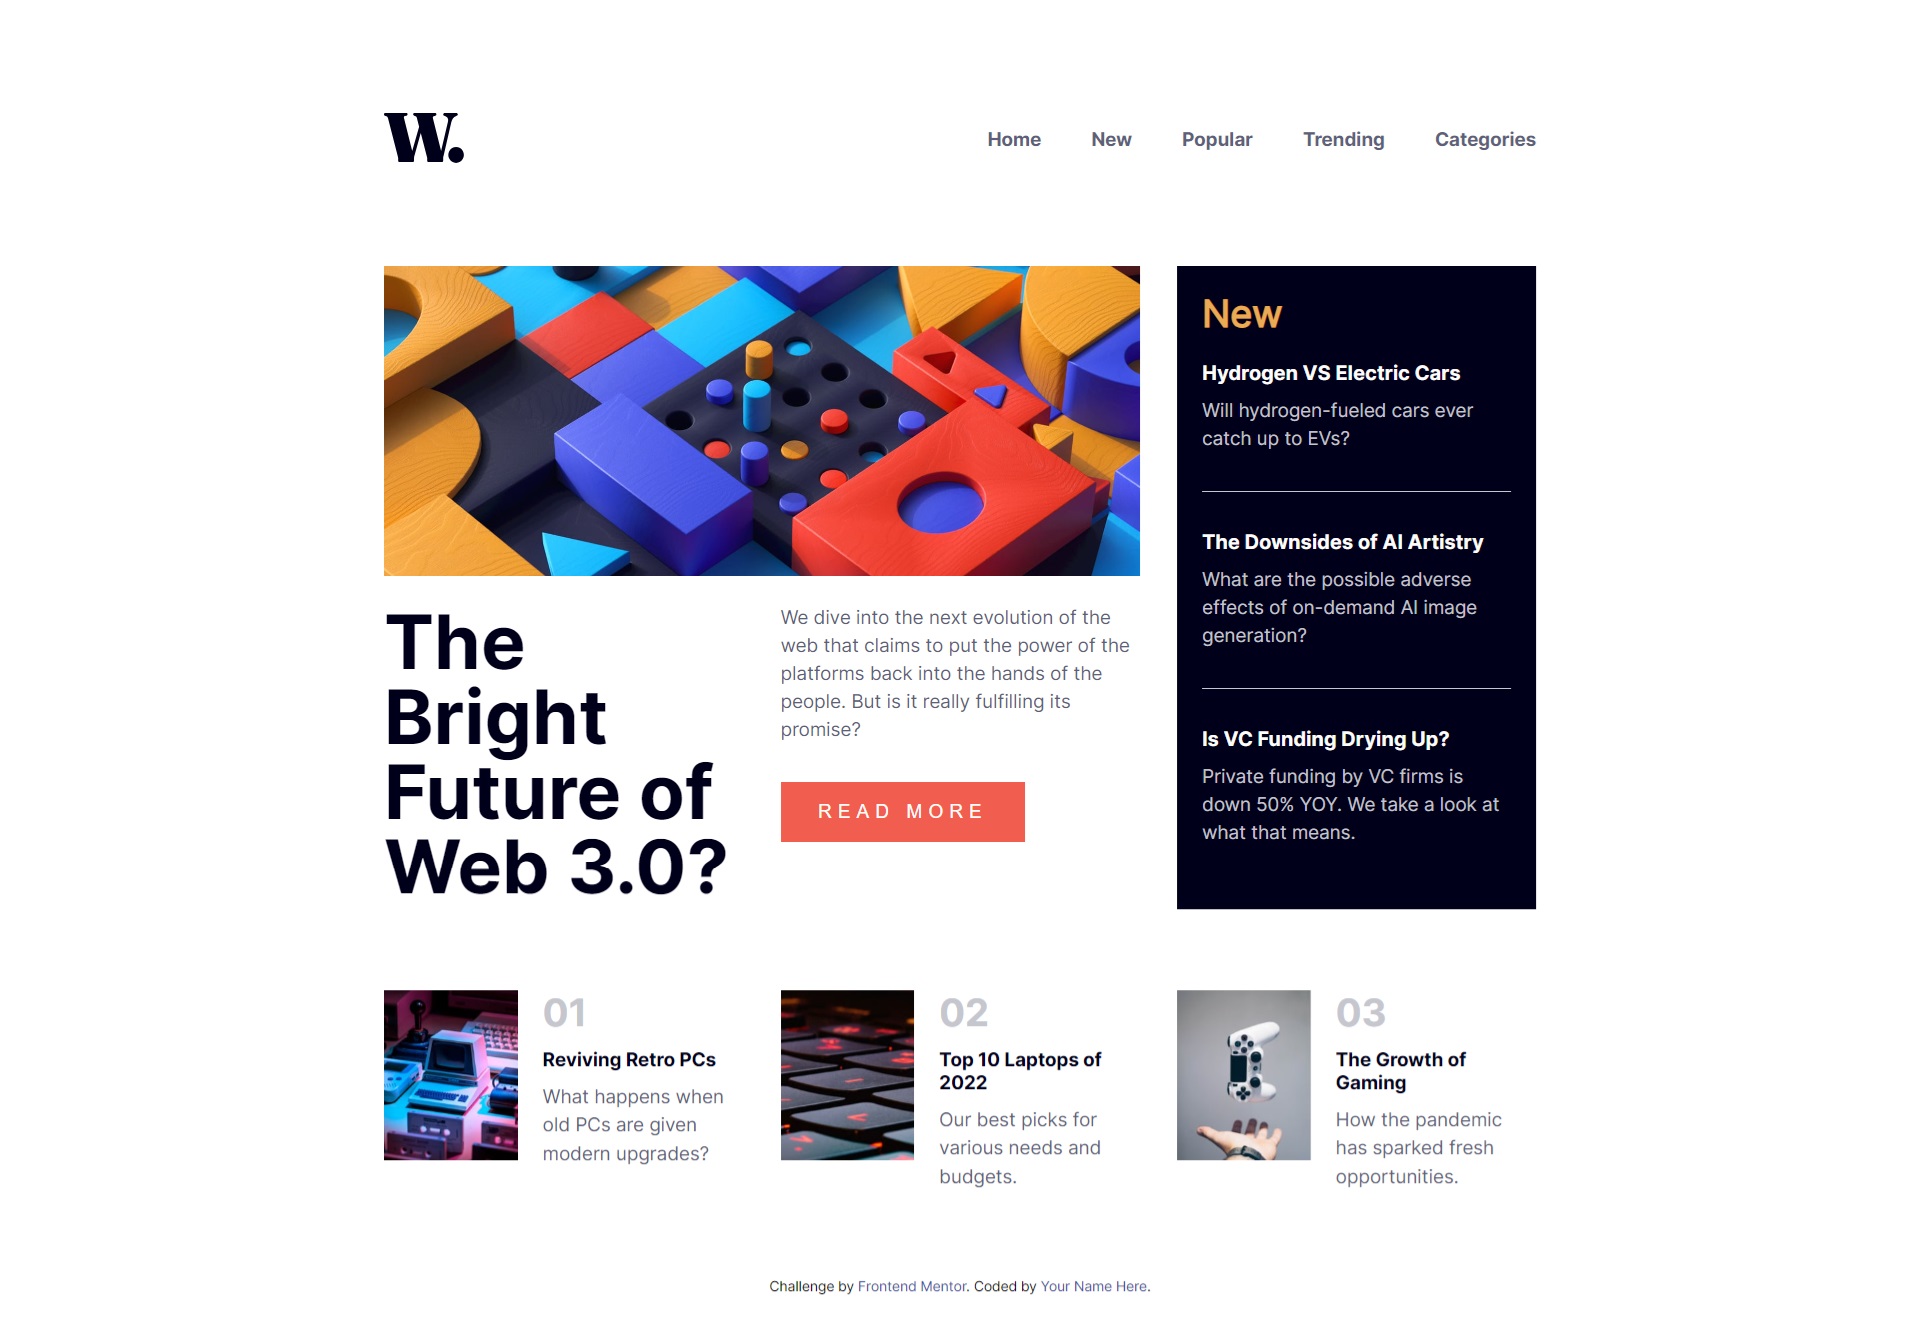 W.
Home New Popular Trending Categories
The
Bright
Future of
Web 3.0?
We dive into the next evolution of the
web that claims to put the power of the
platforms back into the hands of the
people. But is it really fulfilling its
promise?
READ MORE
New
Hydrogen VS Electric Cars
Will hydrogen-fueled cars ever
catch up to EVs?
The Downsides of AI Artistry
What are the possible adverse
effects of on-demand AI image
generation?
Is VC Funding Drying Up?
Private funding by VC firms is
down 50% YOY. We take a look at
what that means.
01
Reviving Retro PCs
What happens when
old PCs are given
modern upgrades?
02
Top 10 Laptops of
2022
Our best picks for
various needs and
budgets.
03
The Growth of
Gaming
How the pandemic
has sparked fresh
opportunities.
Challenge by Frontend Mentor. Coded by Your Name Here.